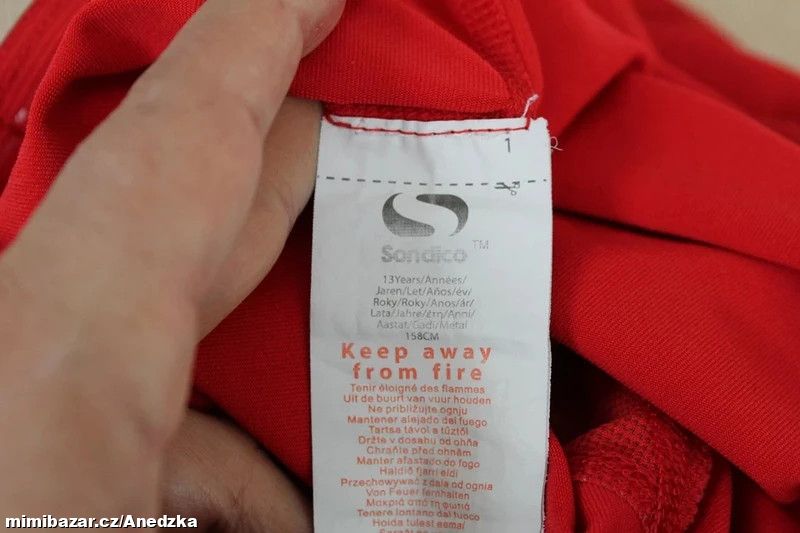 1
Sondico™
13Years/Années/
Jaren/Let/Años/év/
Roky/Roky/Anos/ár/
Lata/Jahre/έτη/Anni/
Aastat/Gadi/Metai
158CM
Keep away
from fire
Tenir éloigné des flammes
Uit de buurt van vuur houden
Ne približujte ognju
Mantener alejado del fuego
Tartsa távol a tűztől
Držte v dosahu od ohňa
Chraňte před ohněm
Manter afastado do fogo
Haldið fjarri eldi
Przechowywać z dala od ognia
Von Feuer fernhalten
Μακριά από τη φωτιά
Tenere lontano dal fuoco
Hoida tulest eemal
mimibazar.cz/Anedzka